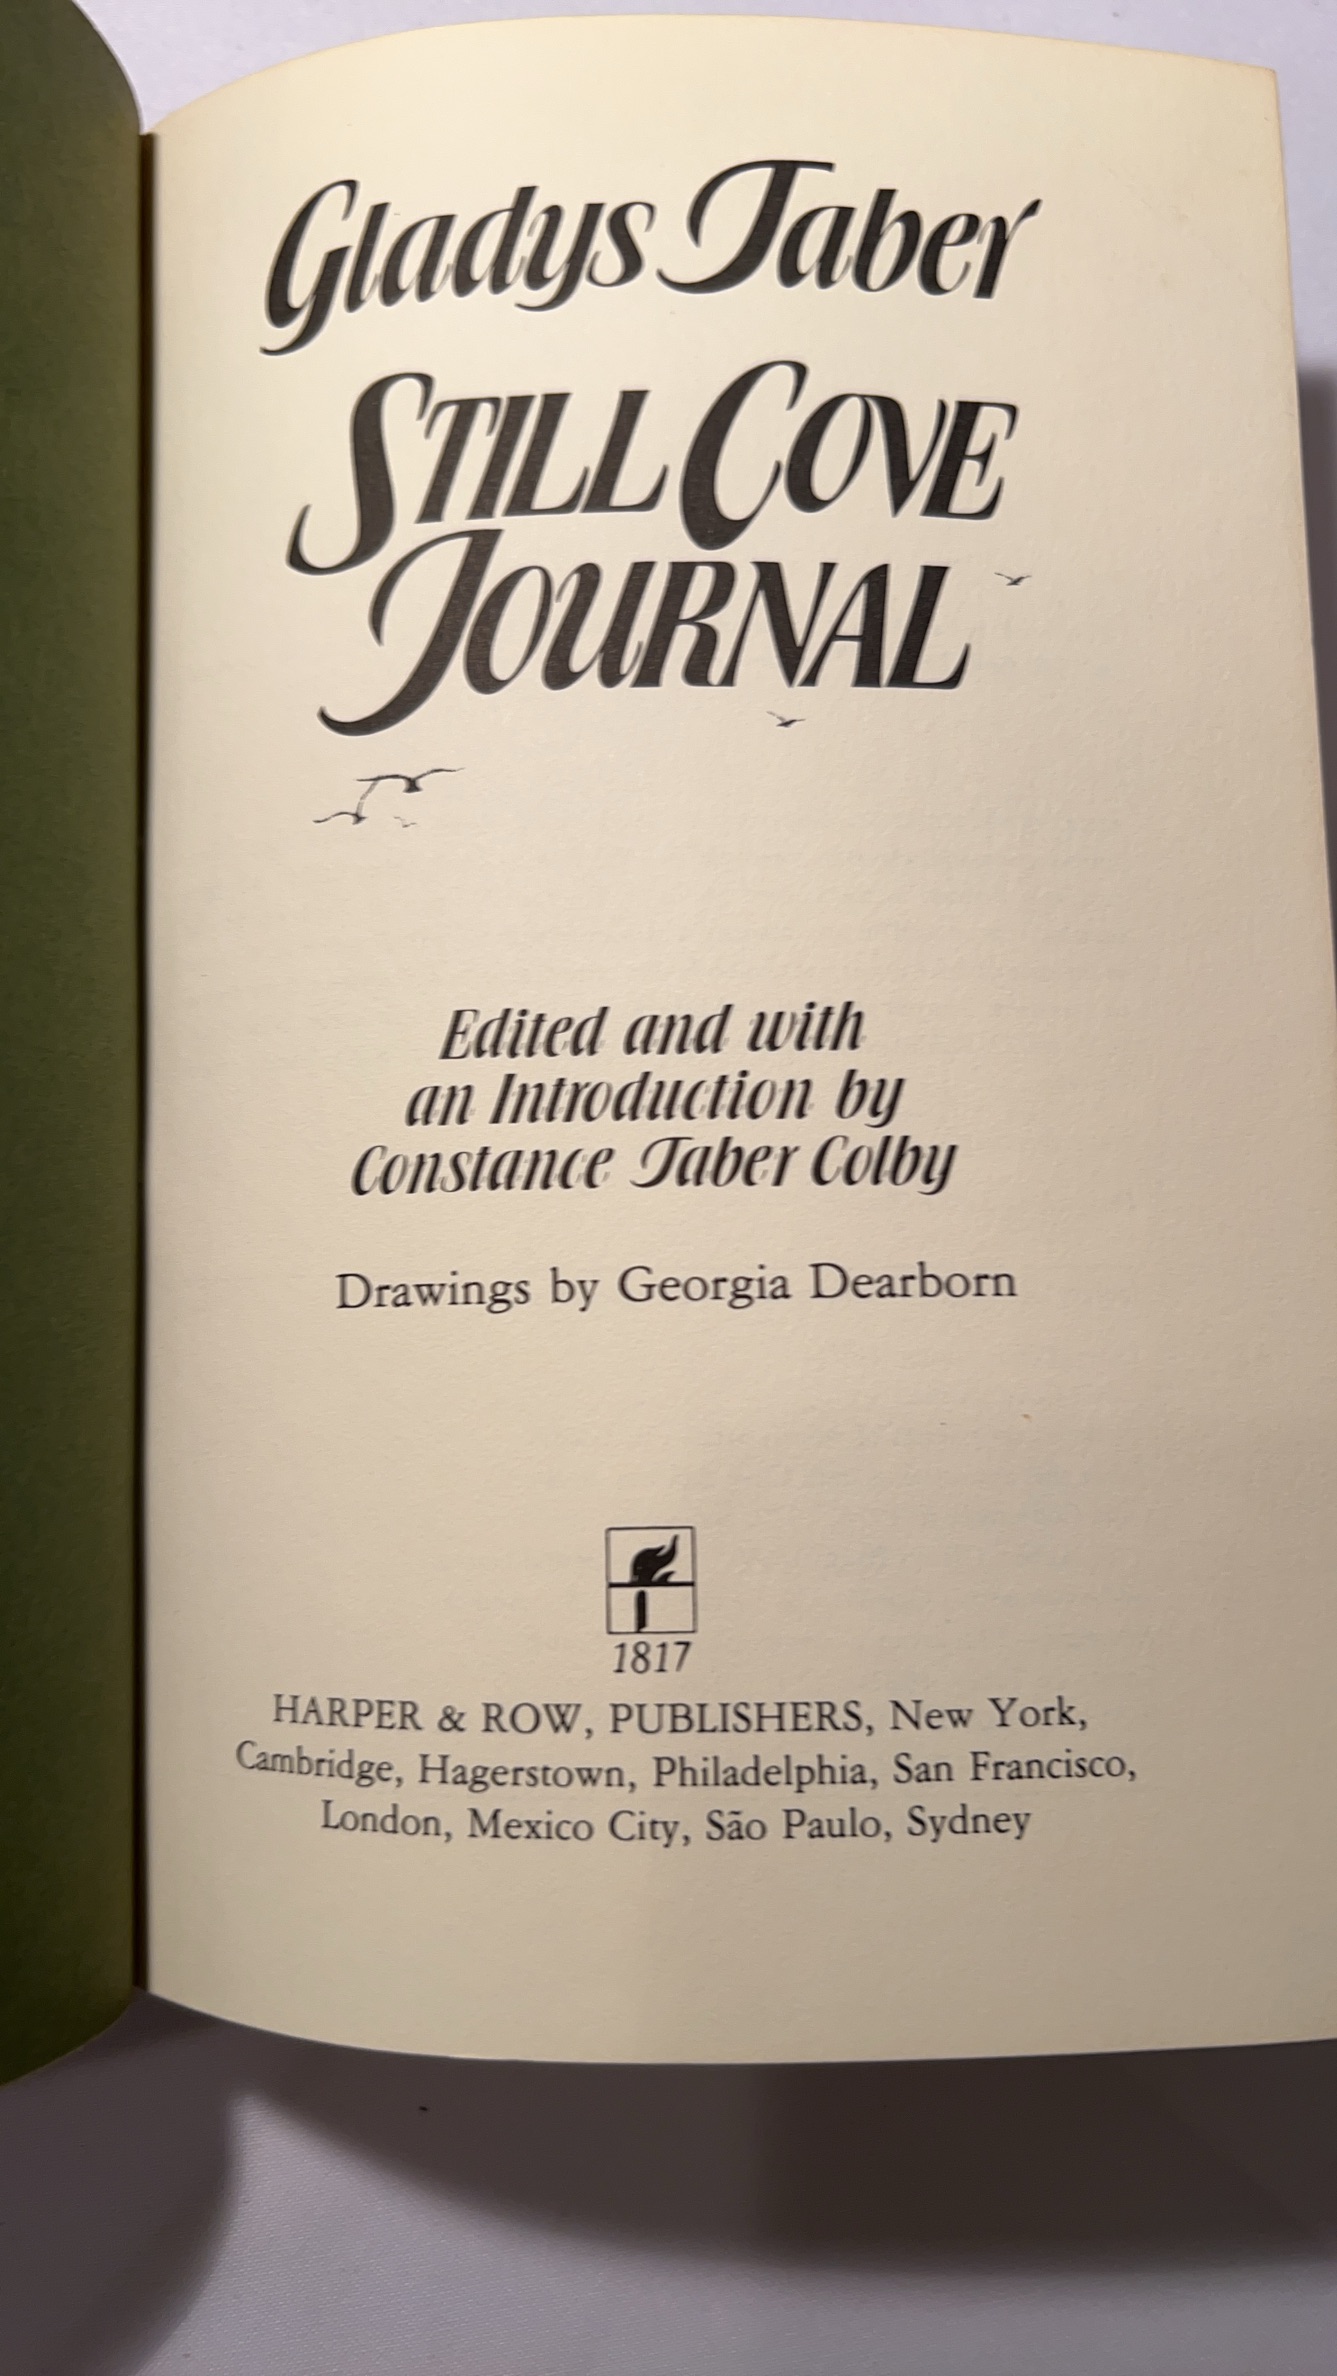 Gladys Taber
STILL COVE
JOURNAL
Edited and with
an Introduction by
Constance Taber Colby
Drawings by Georgia Dearborn
1817
HARPER & ROW, PUBLISHERS, New York,
Cambridge, Hagerstown, Philadelphia, San Francisco,
London, Mexico City, São Paulo, Sydney